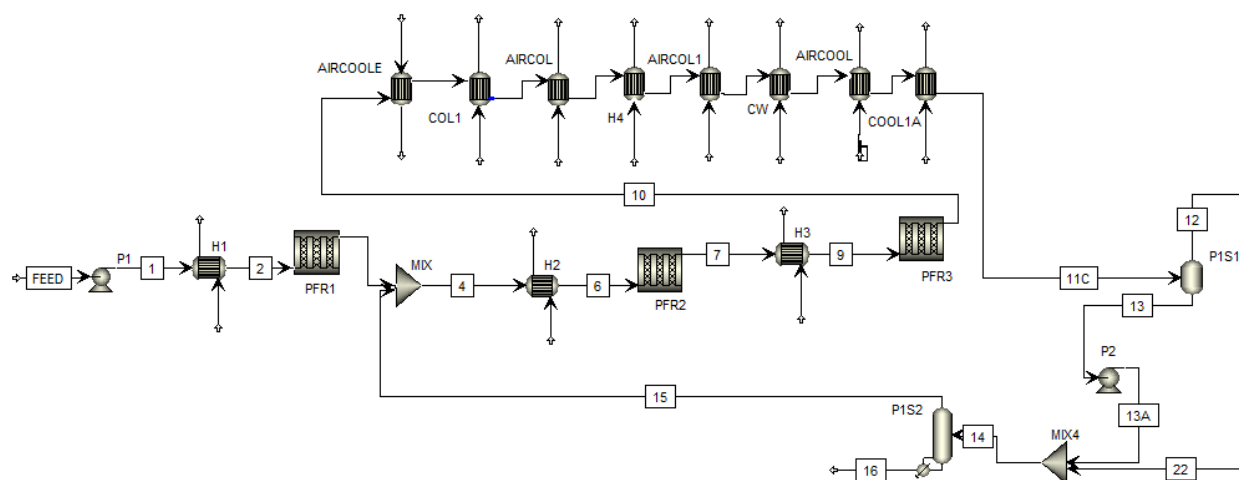 AIRCOOLE
COL1
AIRCOL
H4
AIRCOL1
CW
AIRCOOL
COOL1A
10
12
FEED
P1
1
H1
2
PFR1
MIX
4
H2
6
PFR2
7
H3
9
PFR3
11C
P1S1
13
P2
13A
15
P1S2
14
MIX4
16
22